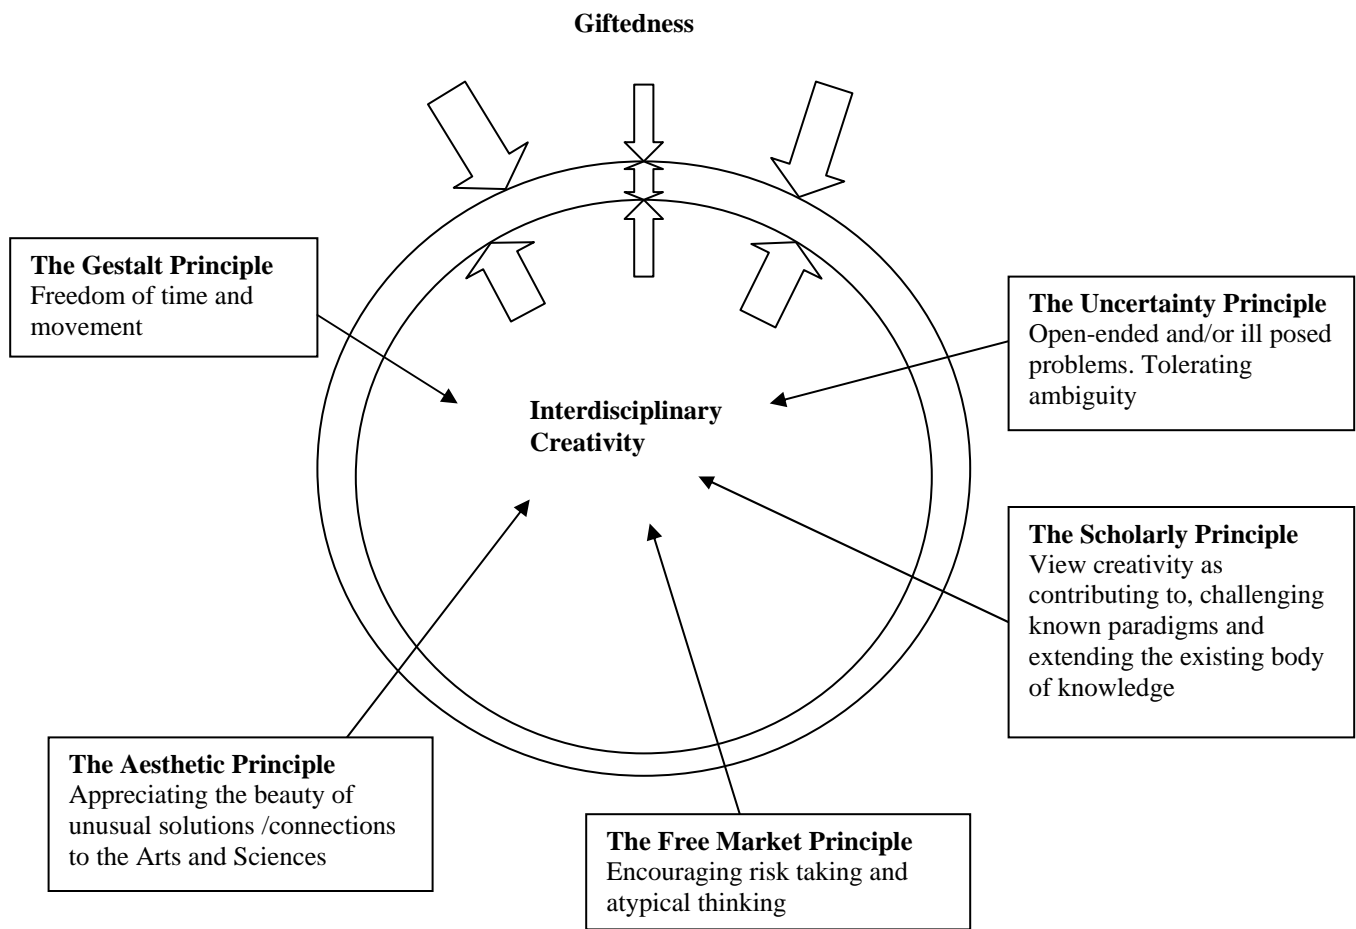 Giftedness
The Gestalt Principle
Freedom of time and
movement
The Uncertainty Principle
Open-ended and/or ill posed
problems. Tolerating
ambiguity
Interdisciplinary
Creativity
The Scholarly Principle
View creativity as
contributing to, challenging
known paradigms and
extending the existing body
of knowledge
The Aesthetic Principle
Appreciating the beauty of
unusual solutions /connections
to the Arts and Sciences
The Free Market Principle
Encouraging risk taking and
atypical thinking